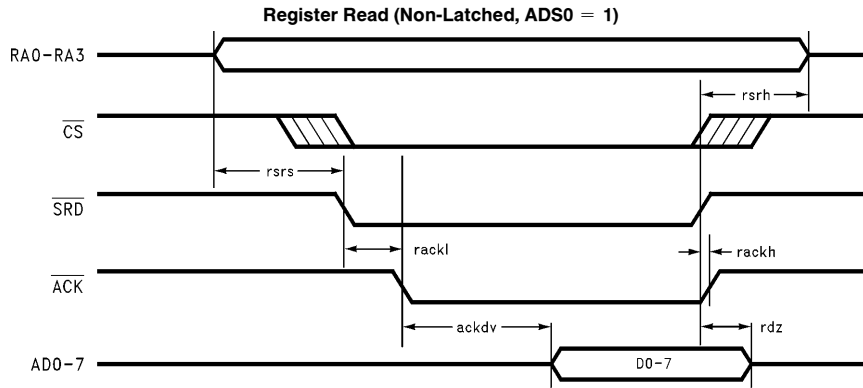 Register Read (Non-Latched, ADS0 = 1)
RA0-RA3
rsrh
CS
rsrs
SRD
rackl
rackh
ACK
ackdv
rdz
AD0-7
D0-7